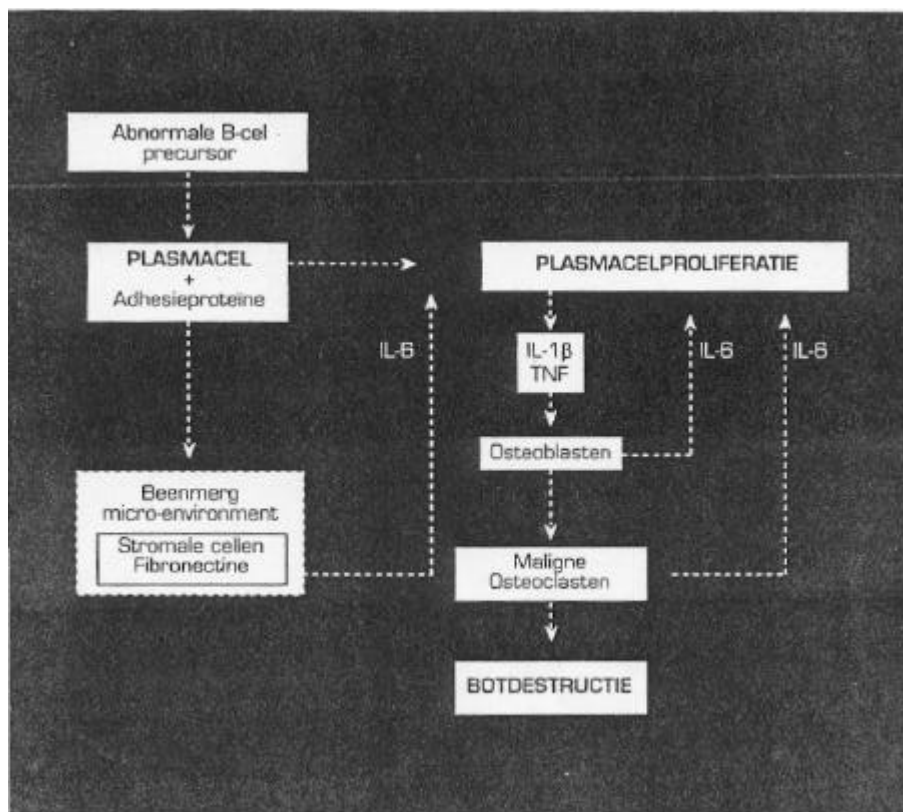 Abnormale B-cel
precursor
PLASMACEL
+
Adhesieproteïne
PLASMACELPROLIFERATIE
IL-6
IL-1β
TNF
IL-6
IL-6
Osteoblasten
Beenmerg
micro-environment
Stromale cellen
Fibronectine
Maligne
Osteoclasten
BOTDESTRUCTIE